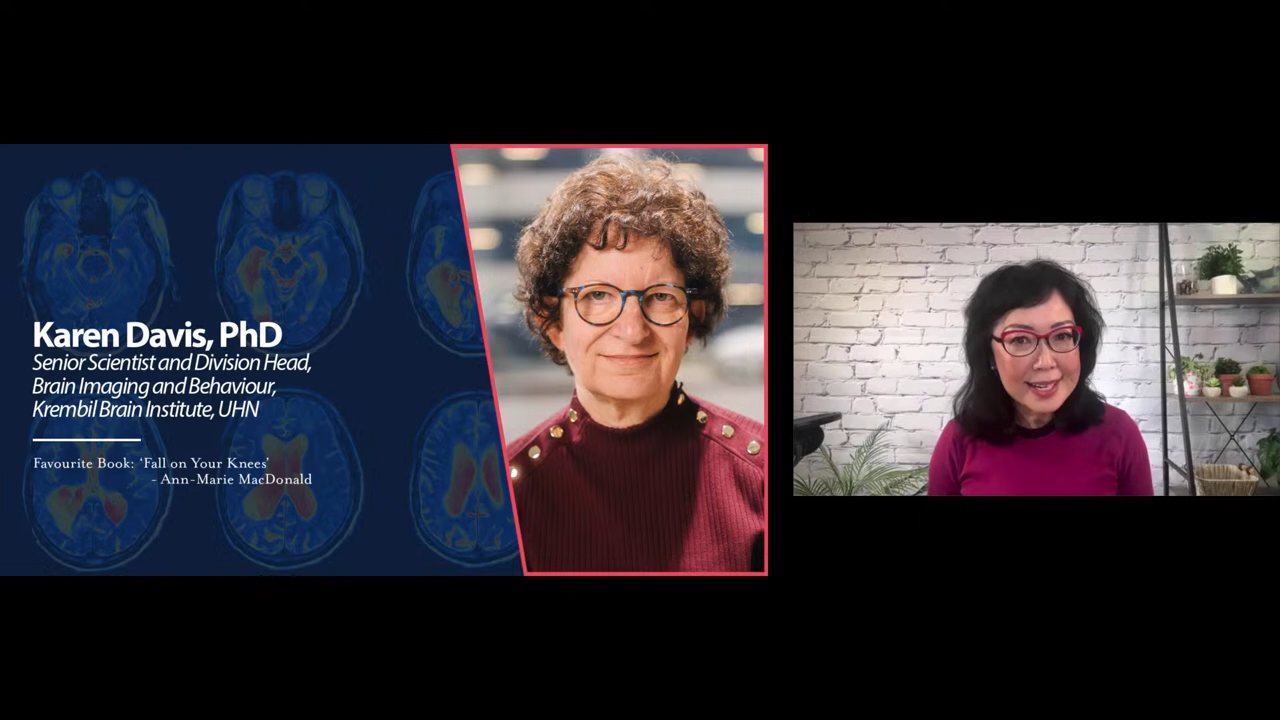 Karen Davis, PhD
Senior Scientist and Division Head,
Brain Imaging and Behaviour,
Krembil Brain Institute, UHN
Favourite Book: ‘Fall on Your Knees’
- Ann-Marie MacDonald